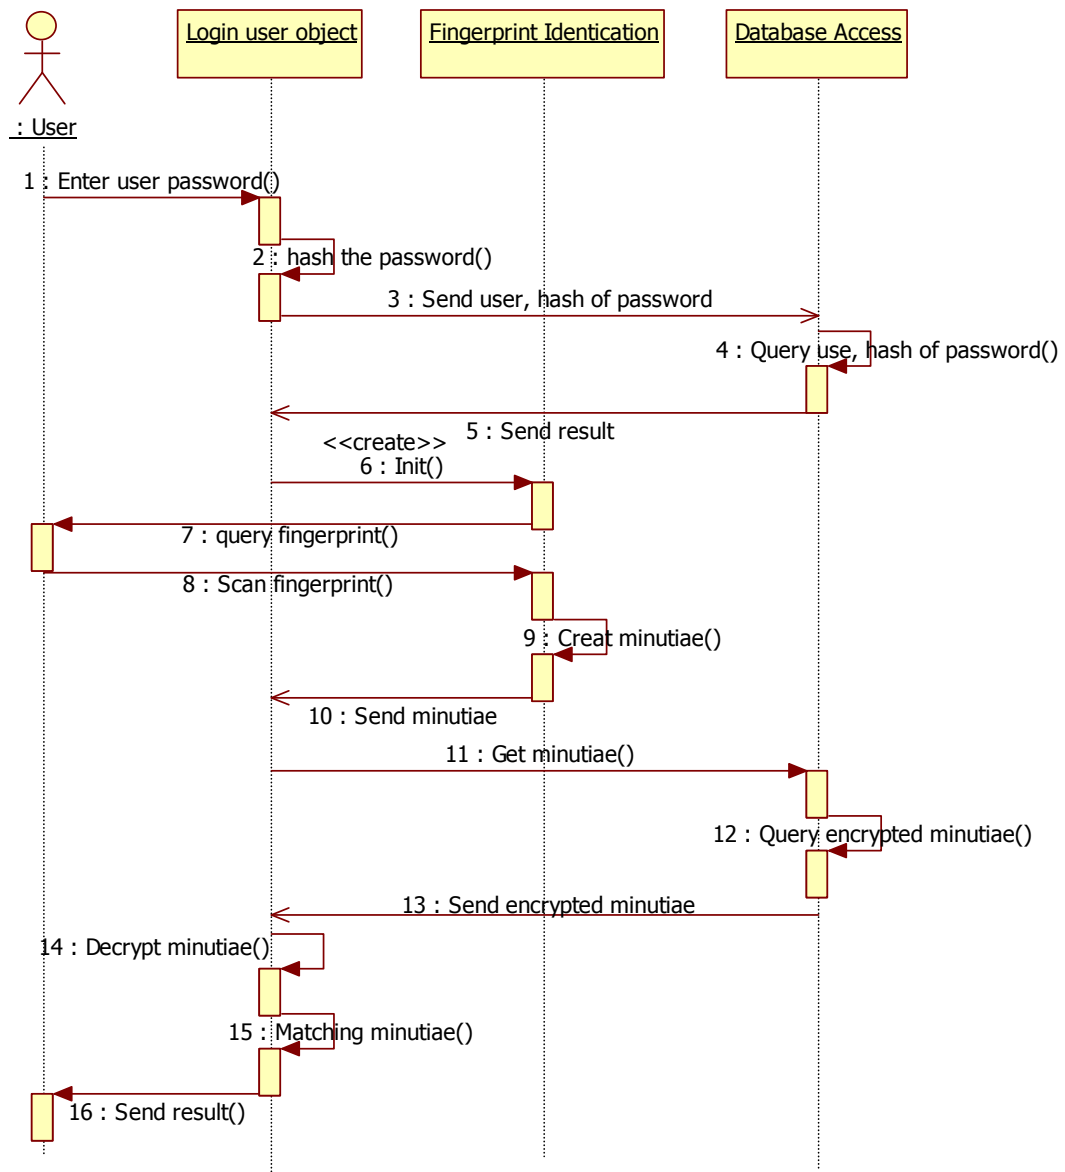 Login user object
Fingerprint Identication
Database Access
: User
1 : Enter user password()
2 : hash the password()
3 : Send user, hash of password
4 : Query use, hash of password()
5 : Send result
<<create>>
6 : Init()
7 : query fingerprint()
8 : Scan fingerprint()
9 : Creat minutiae()
10 : Send minutiae
11 : Get minutiae()
12 : Query encrypted minutiae()
13 : Send encrypted minutiae
14 : Decrypt minutiae()
15 : Matching minutiae()
16 : Send result()